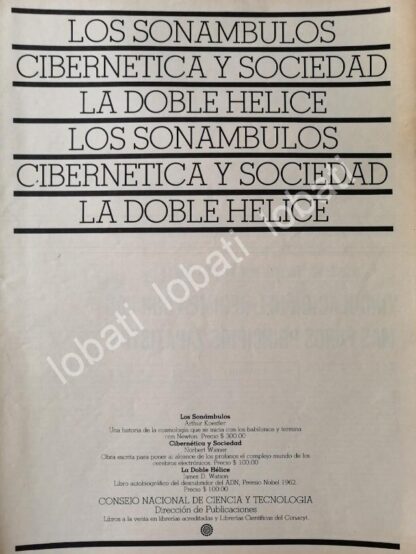 LOS SONAMBULOS
CIBERNETICA Y SOCIEDAD
LA DOBLE HELICE
LOS SONAMBULOS
CIBERNETICA Y SOCIEDAD
LA DOBLE HELICE
lobati lobati lobati
Los Sonámbulos
Arthur Koestler
Una historia de la cosmología que se inicia con los babilonios y termina
con Newton. Precio $ 300.00
Cibernética y Sociedad
Norbert Wiener
Obra escrita para poner al alcance de los profanos el complejo mundo de los
cerebros electrónicos. Precio $ 100.00
La Doble Hélice
James D. Watson
Libro autobiográfico del descubridor del ADN, Premio Nobel 1962.
Precio $ 100.00
CONSEJO NACIONAL DE CIENCIA Y TECNOLOGIA
Dirección de Publicaciones
Libros a la venta en librerías acreditadas y Librerías Científicas del Conacyt.